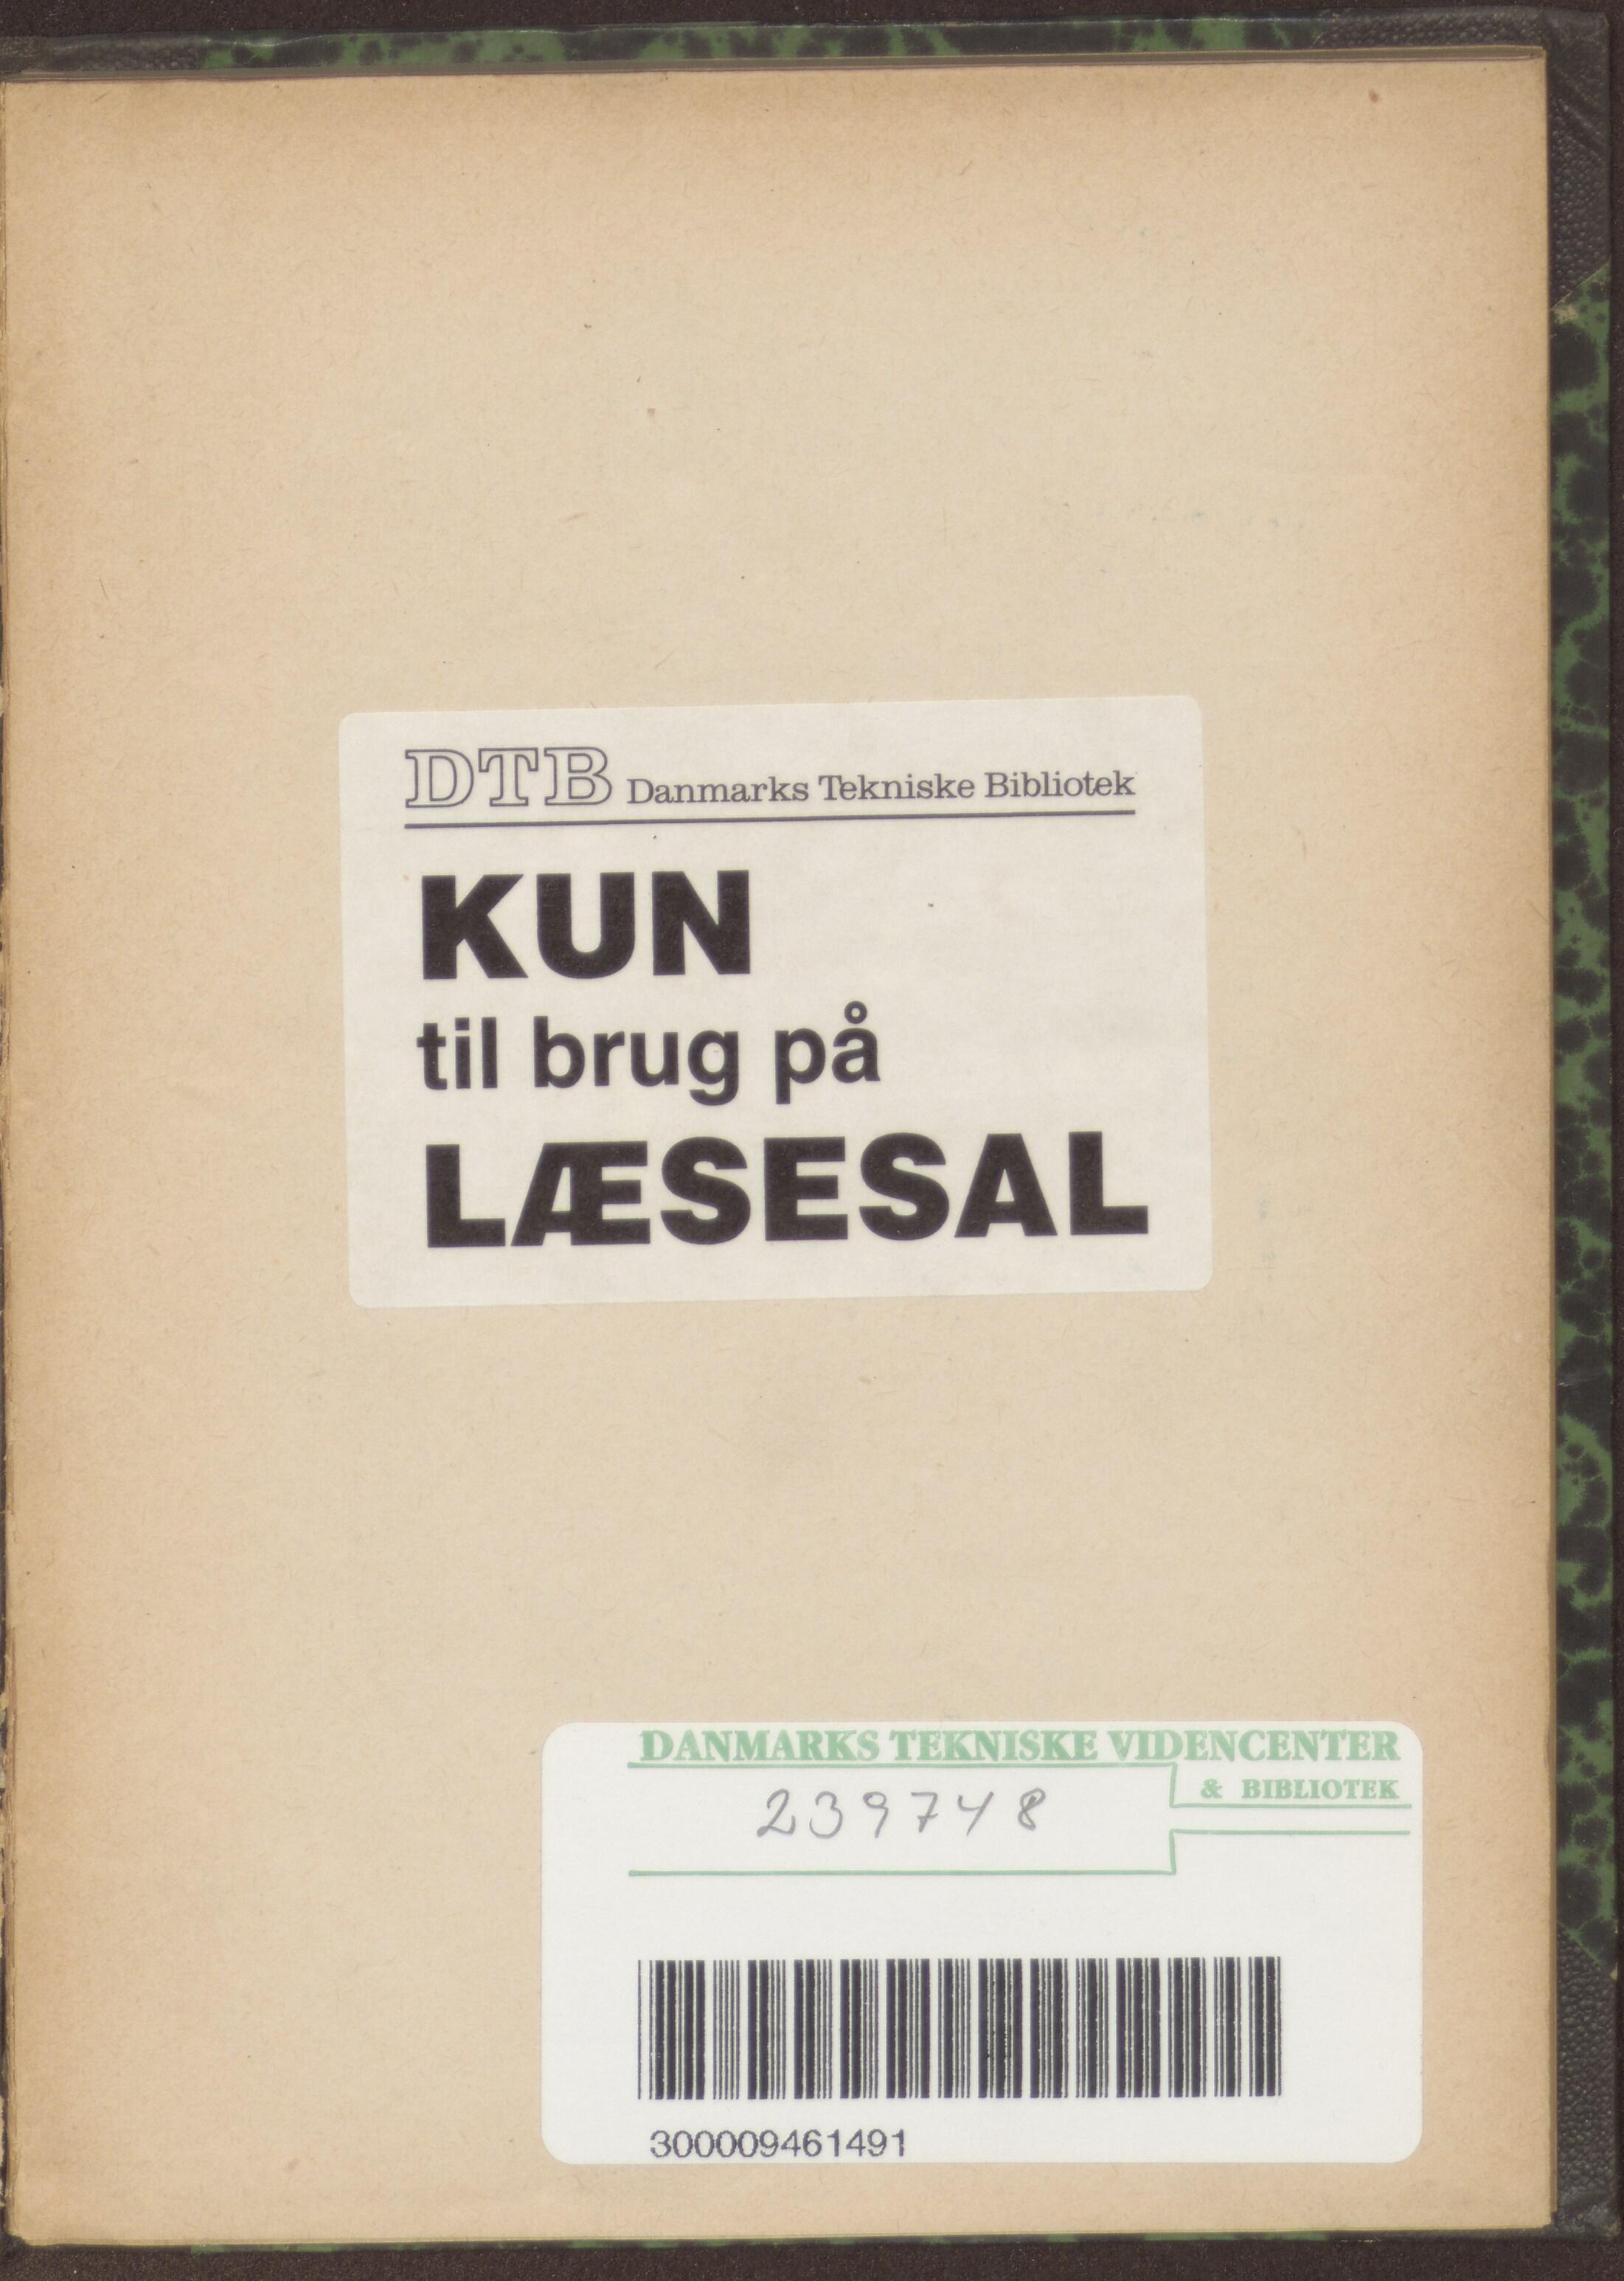 DTB Danmarks Tekniske Bibliotek
KUN
til brug på
LÆSESAL
DANMARKS TEKNISKE VIDENCENTER
& BIBLIOTEK
239748
300009461491